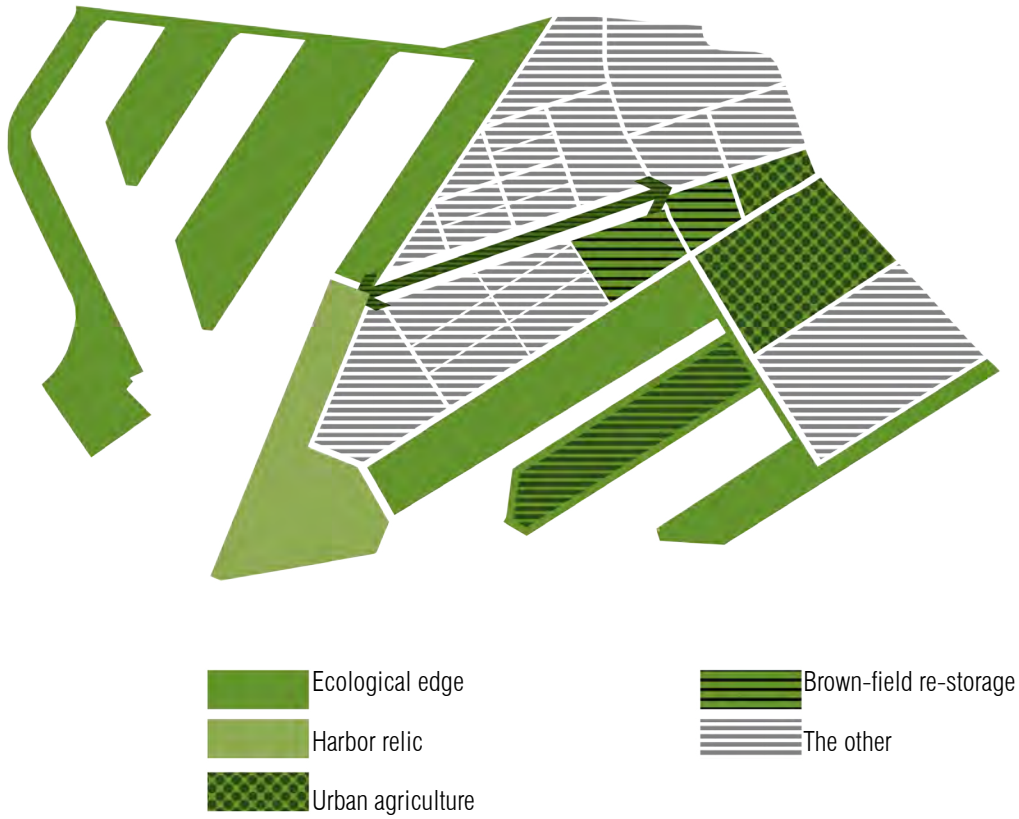 Ecological edge
Harbor relic
Urban agriculture
Brown-field re-storage
The other